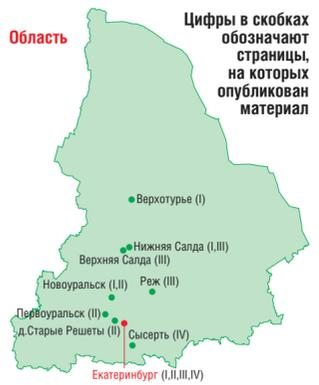 Область
Цифры в скобках
обозначают
страницы,
на которых
опубликован
материал
Верхотурье (I)
Нижняя Салда (I,III)
Верхняя Салда (III)
Реж (III)
Новоуральск (I,II)
Первоуральск (II)
д.Старые Решеты (II)
Сысерть (IV)
Екатеринбург (I,II,III,IV)